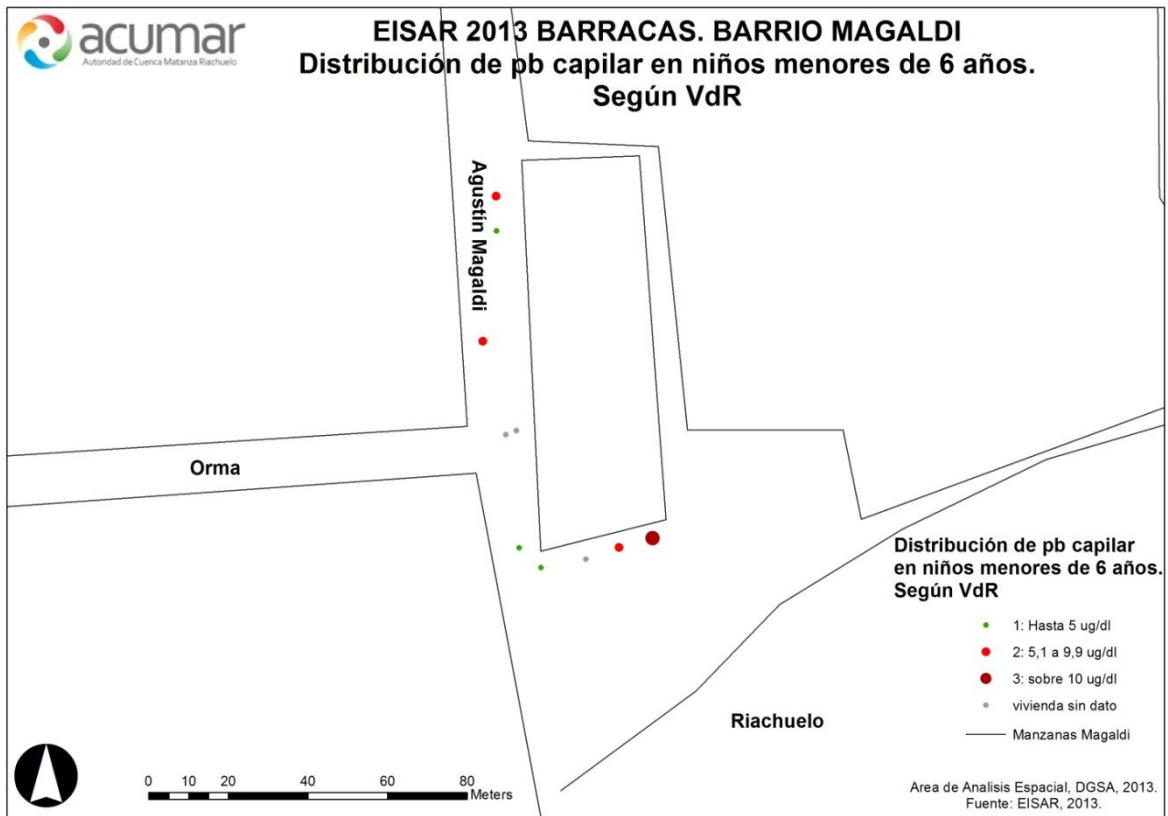 acumar
Autoridad de Cuenca Matanza Riachuelo
EISAR 2013 BARRACAS. BARRIO MAGALDI
Distribución de pb capilar en niños menores de 6 años.
Según VdR
Agustín Magaldi
Orma
Riachuelo
Distribución de pb capilar
en niños menores de 6 años.
Según VdR
1: Hasta 5 ug/dl
2: 5,1 a 9,9 ug/dl
3: sobre 10 ug/dl
vivienda sin dato
Manzanas Magaldi
0 10 20 40 60 80
Meters
Area de Analisis Espacial, DGSA, 2013.
Fuente: EISAR, 2013.